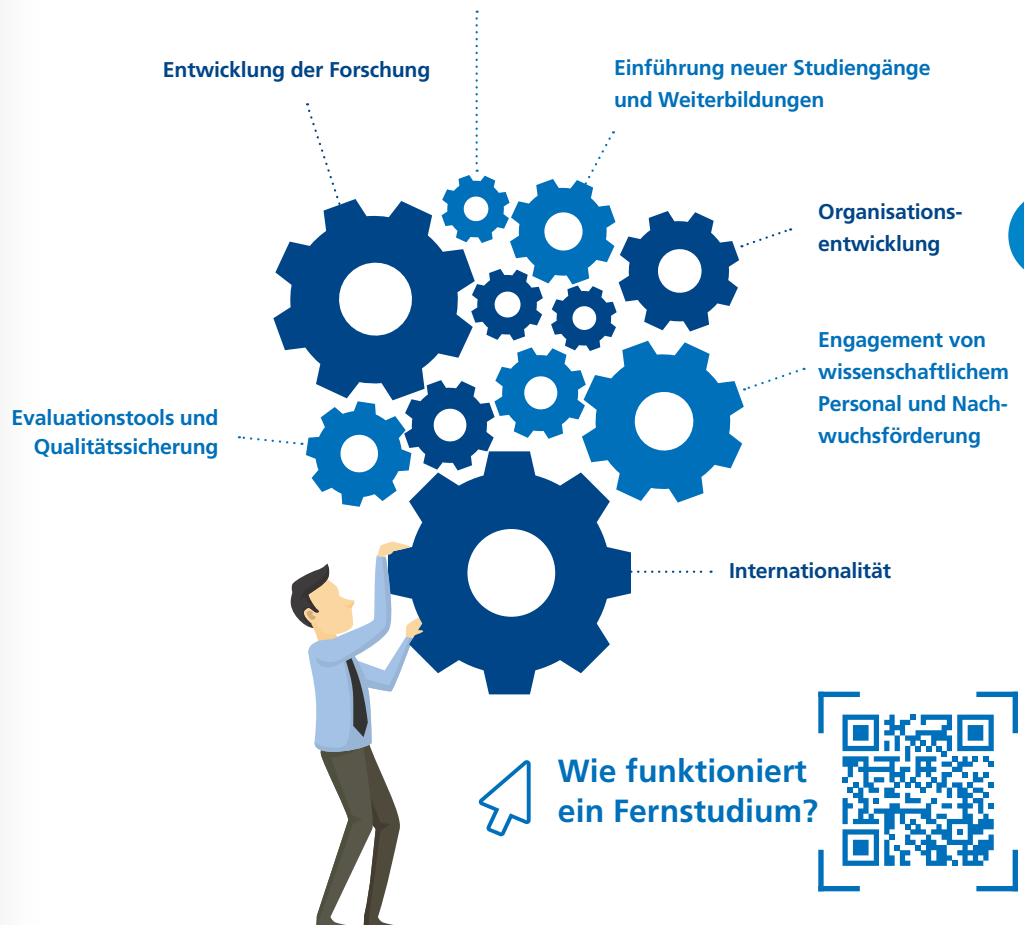 Entwicklung der Forschung
Einführung neuer Studiengänge
und Weiterbildungen
Organisations-
entwicklung
Engagement von
wissenschaftlichem
Personal und Nach-
wuchsförderung
Evaluationstools und
Qualitätssicherung
Internationalität
Wie funktioniert
ein Fernstudium?